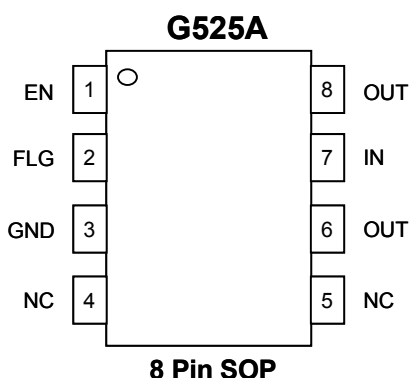 G525A
EN 1 8 OUT
FLG 2 7 IN
GND 3 6 OUT
NC 4 5 NC
8 Pin SOP